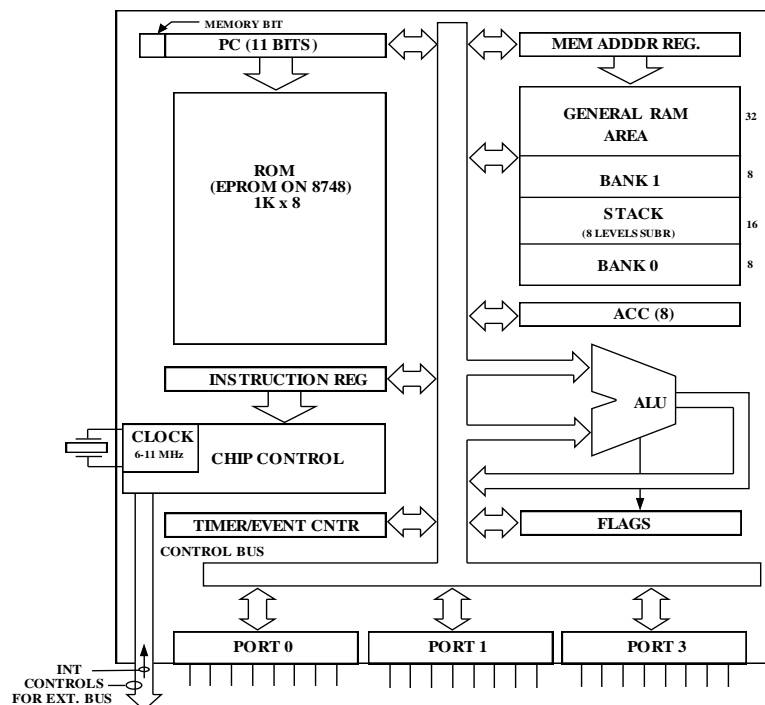 MEMORY BIT
PC (11 BITS)
MEM ADDDR REG.
GENERAL RAM
AREA
32
ROM
(EPROM ON 8748)
1K x 8
BANK 1
8
STACK
(8 LEVELS SUBR)
16
BANK 0
8
ACC (8)
INSTRUCTION REG
ALU
CLOCK
6-11 MHz
CHIP CONTROL
TIMER/EVENT CNTR
FLAGS
CONTROL BUS
PORT 0
PORT 1
PORT 3
INT
CONTROLS
FOR EXT. BUS